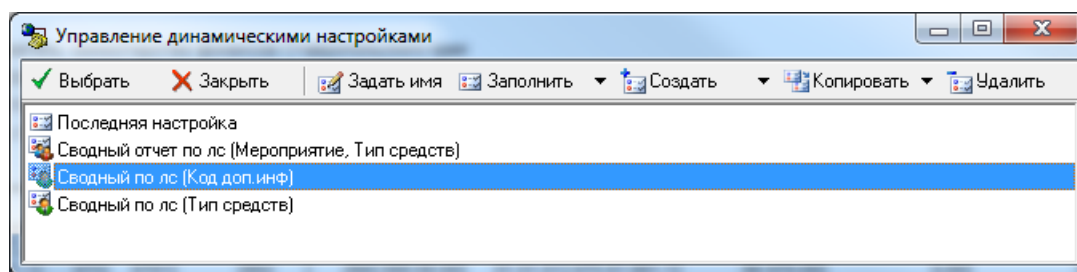 Управление динамическими настройками
Выбрать Закрыть Задать имя Заполнить Создать Копировать Удалить
Последняя настройка
Сводный отчет по лс (Мероприятие, Тип средств)
Сводный по лс (Код доп.инф)
Сводный по лс (Тип средств)